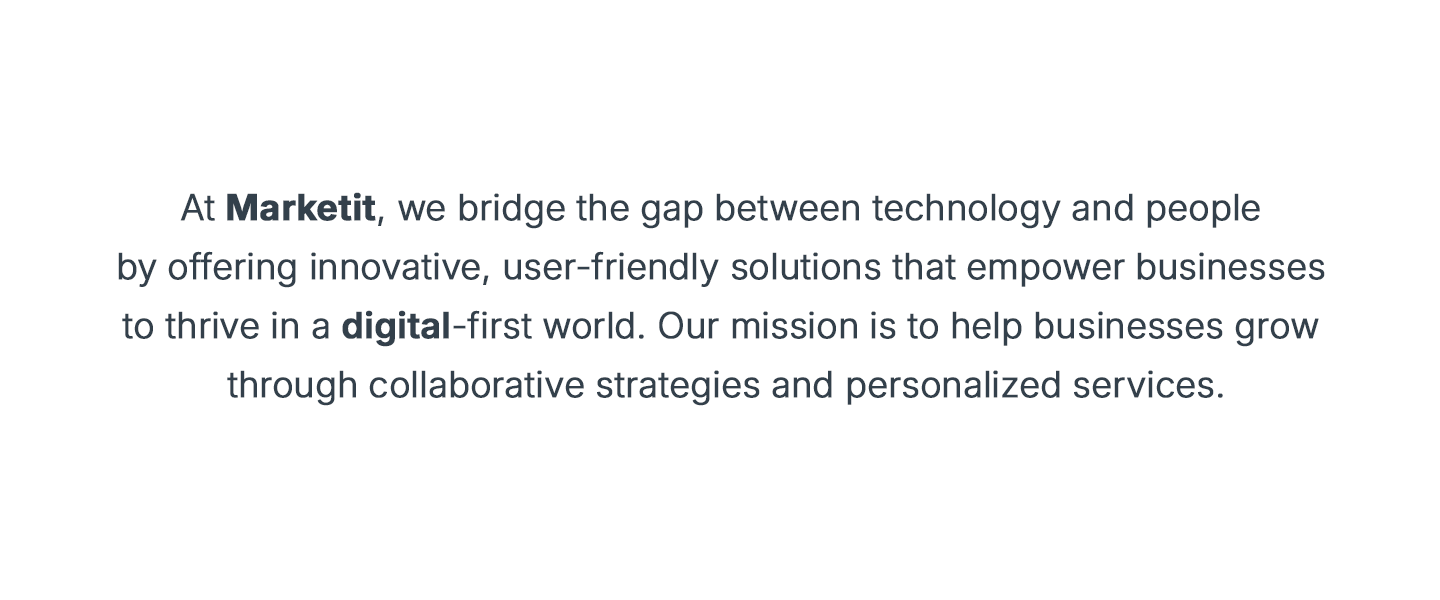 At Marketit, we bridge the gap between technology and people
by offering innovative, user-friendly solutions that empower businesses
to thrive in a digital-first world. Our mission is to help businesses grow
through collaborative strategies and personalized services.